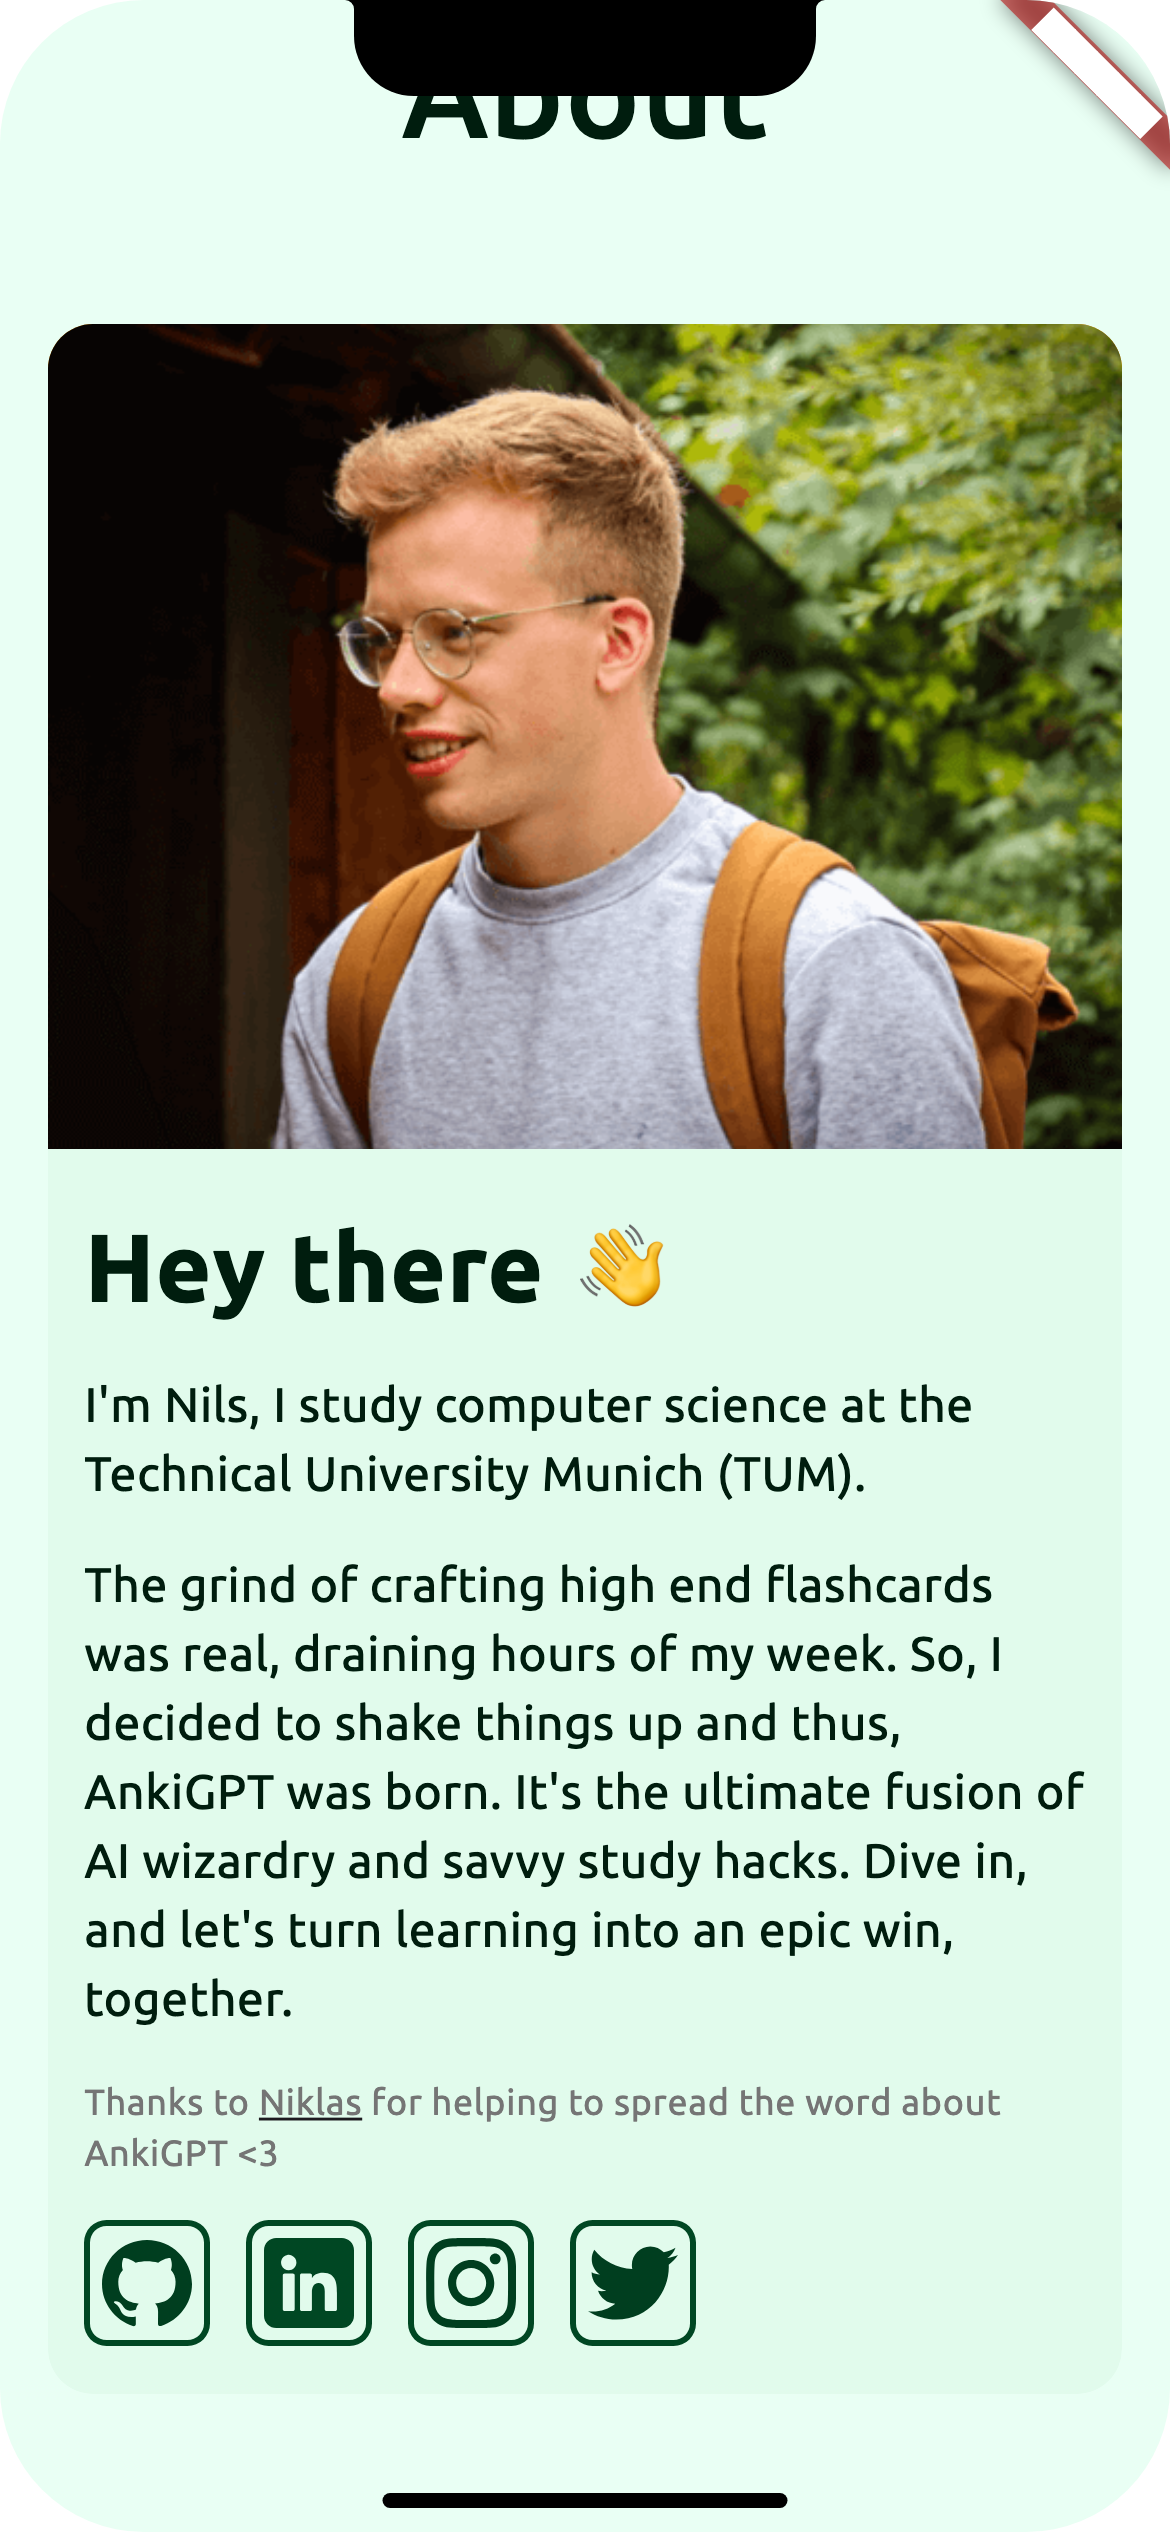 About
Hey there 👋
I'm Nils, I study computer science at the
Technical University Munich (TUM).
The grind of crafting high end flashcards
was real, draining hours of my week. So, I
decided to shake things up and thus,
AnkiGPT was born. It's the ultimate fusion of
AI wizardry and savvy study hacks. Dive in,
and let's turn learning into an epic win,
together.
Thanks to Niklas for helping to spread the word about
AnkiGPT <3
in